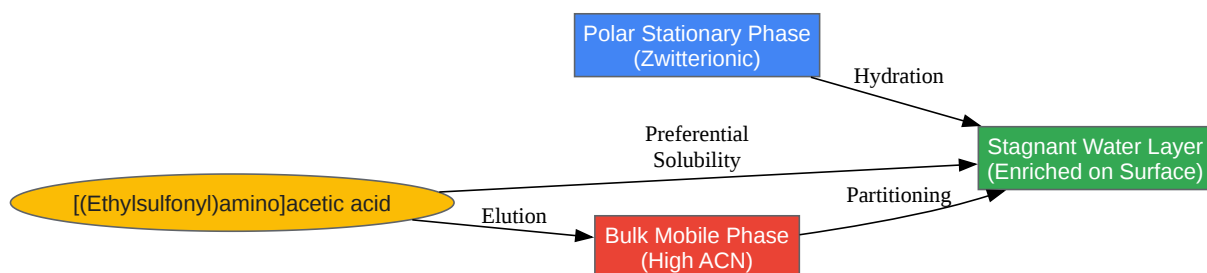 Polar Stationary Phase
(Zwitterionic)
Hydration
Preferential
Solubility
Stagnant Water Layer
(Enriched on Surface)
[(Ethylsulfonyl)amino]acetic acid
Elution
Partitioning
Bulk Mobile Phase
(High ACN)